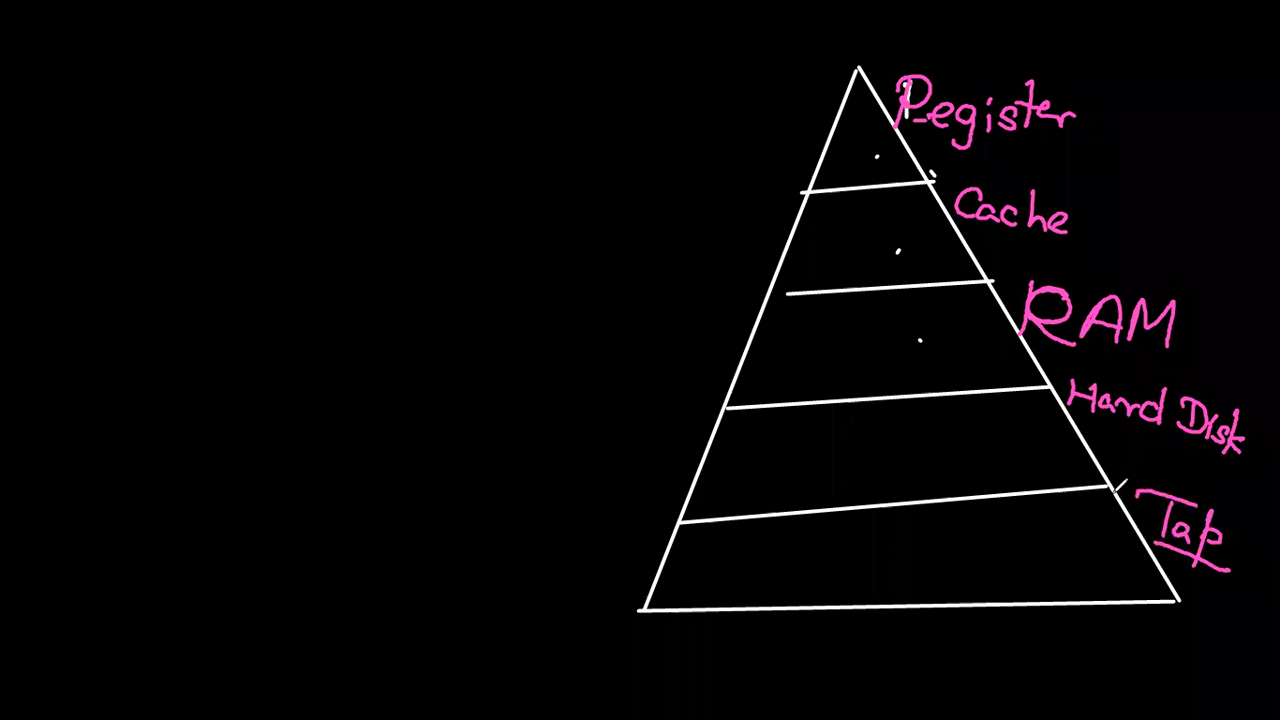 Register
Cache
RAM
Hard Disk
Tap